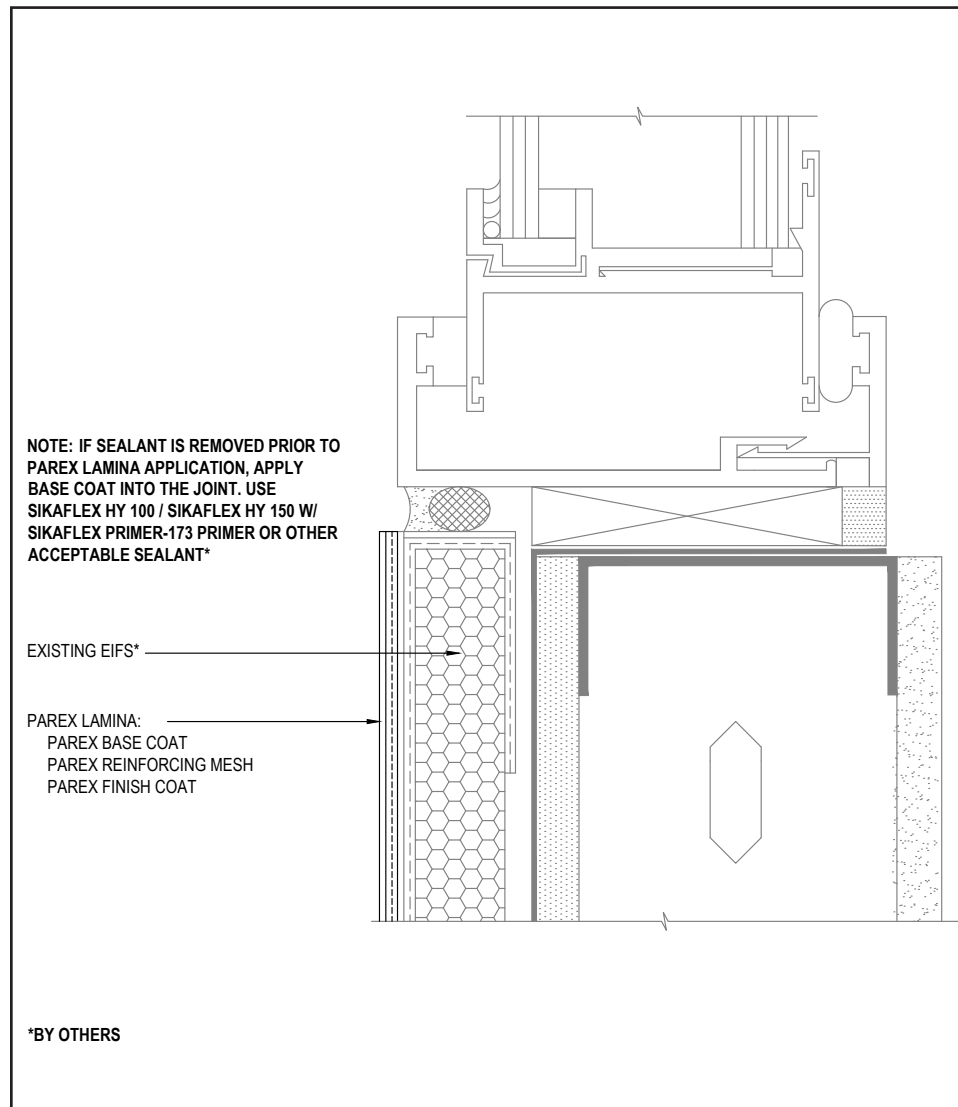 NOTE: IF SEALANT IS REMOVED PRIOR TO
PAREX LAMINA APPLICATION, APPLY
BASE COAT INTO THE JOINT. USE
SIKAFLEX HY 100 / SIKAFLEX HY 150 W/
SIKAFLEX PRIMER-173 PRIMER OR OTHER
ACCEPTABLE SEALANT*
EXISTING EIFS*
PAREX LAMINA:
PAREX BASE COAT
PAREX REINFORCING MESH
PAREX FINISH COAT
*BY OTHERS